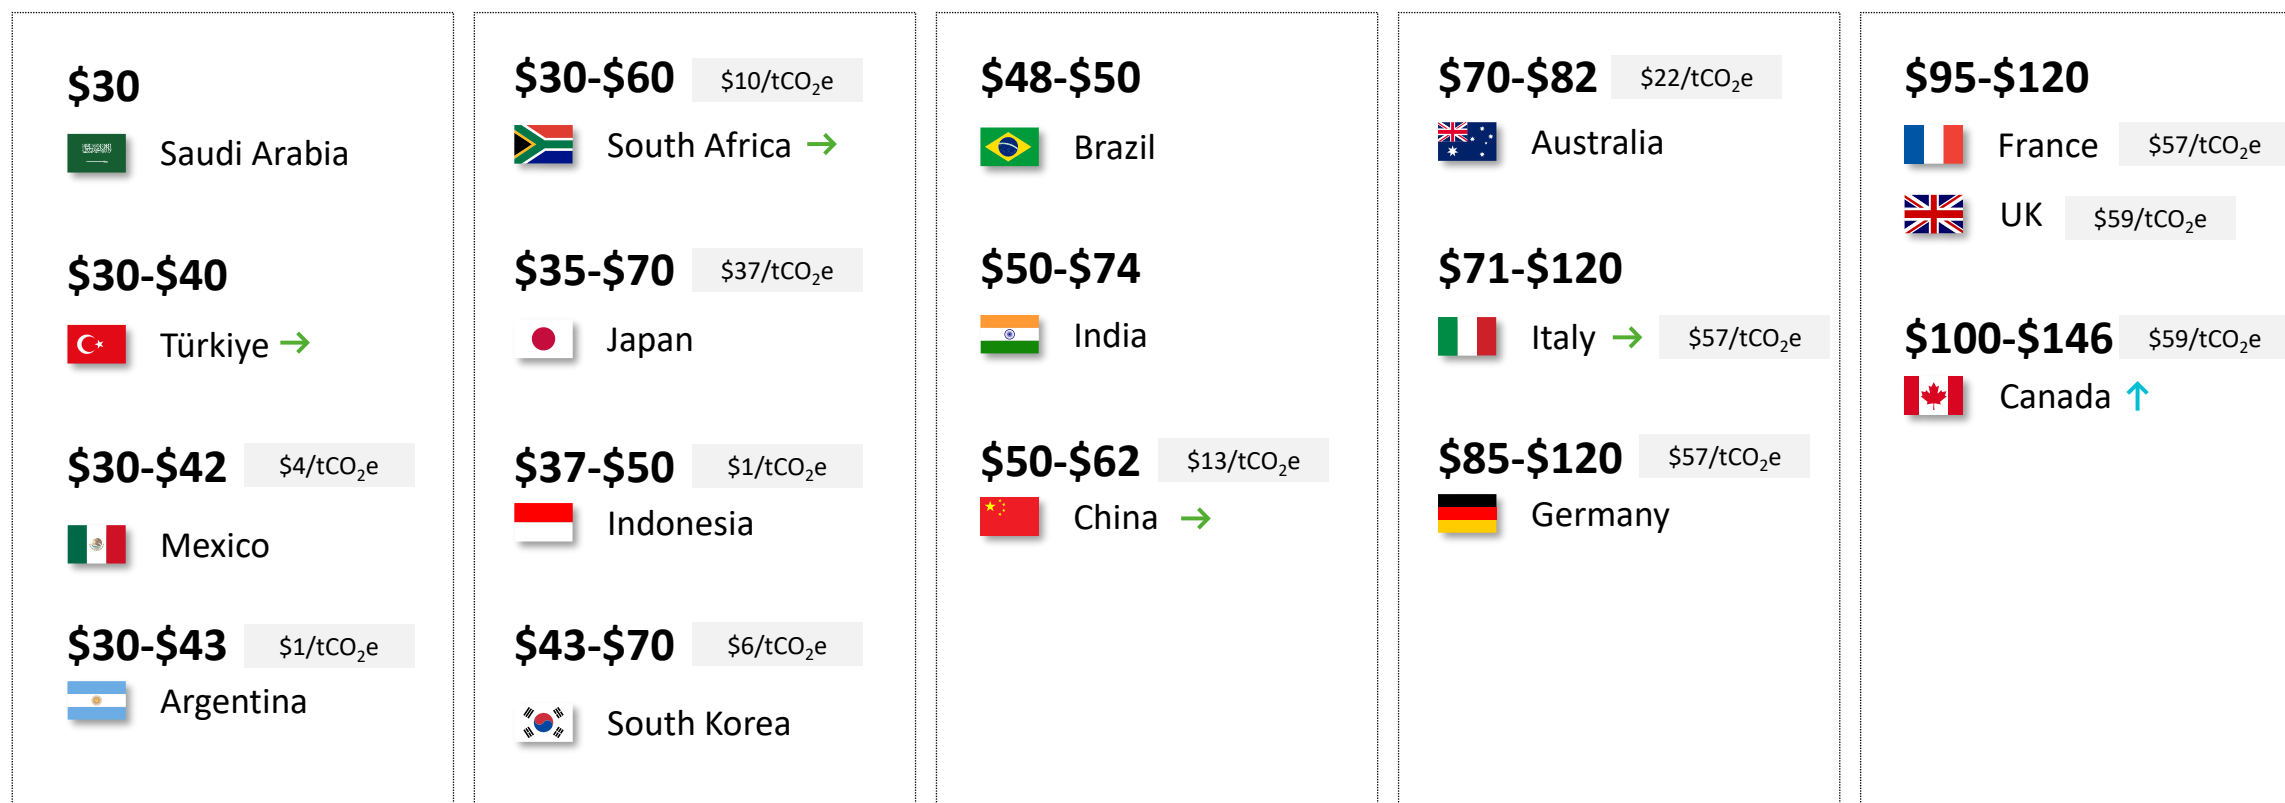 $30
Saudi Arabia
$30-$40
Türkiye →
$30-$42 $4/tCO₂e
Mexico
$30-$43 $1/tCO₂e
Argentina
$30-$60 $10/tCO₂e
South Africa →
$35-$70 $37/tCO₂e
Japan
$37-$50 $1/tCO₂e
Indonesia
$43-$70 $6/tCO₂e
South Korea
$48-$50
Brazil
$50-$74
India
$50-$62 $13/tCO₂e
China →
$70-$82 $22/tCO₂e
Australia
$71-$120
Italy → $57/tCO₂e
$85-$120 $57/tCO₂e
Germany
$95-$120
France $57/tCO₂e
UK $59/tCO₂e
$100-$146 $59/tCO₂e
Canada ↑